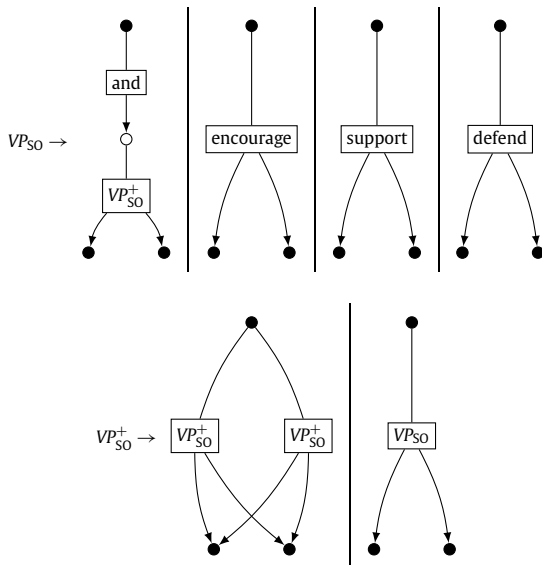 and
VP_SO → encourage support defend
VP_SO^+
VP_SO^+ → VP_SO^+ VP_SO^+ VP_SO